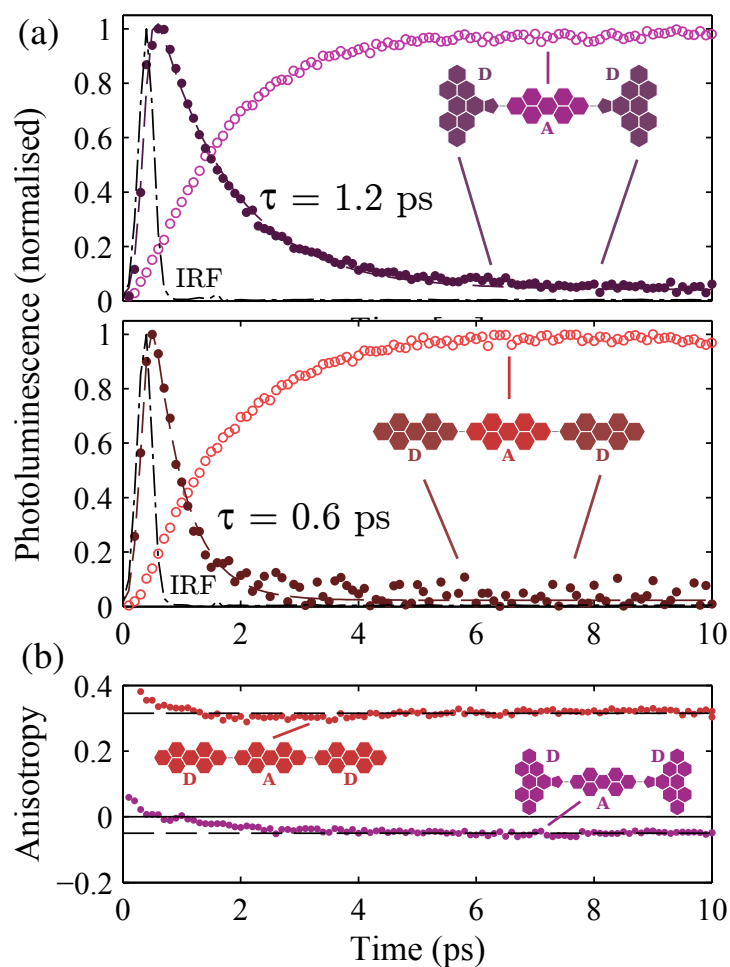 (a)
Photoluminescence (normalised)
1
0.8
0.6
0.4
0.2
0
D D
A
τ = 1.2 ps
IRF
1
0.8
0.6
0.4
0.2
0
D A D
τ = 0.6 ps
IRF
0 2 4 6 8 10
(b)
Anisotropy
0.4
0.2
0
−0.2
D A D
D D
A
0 2 4 6 8 10
Time (ps)